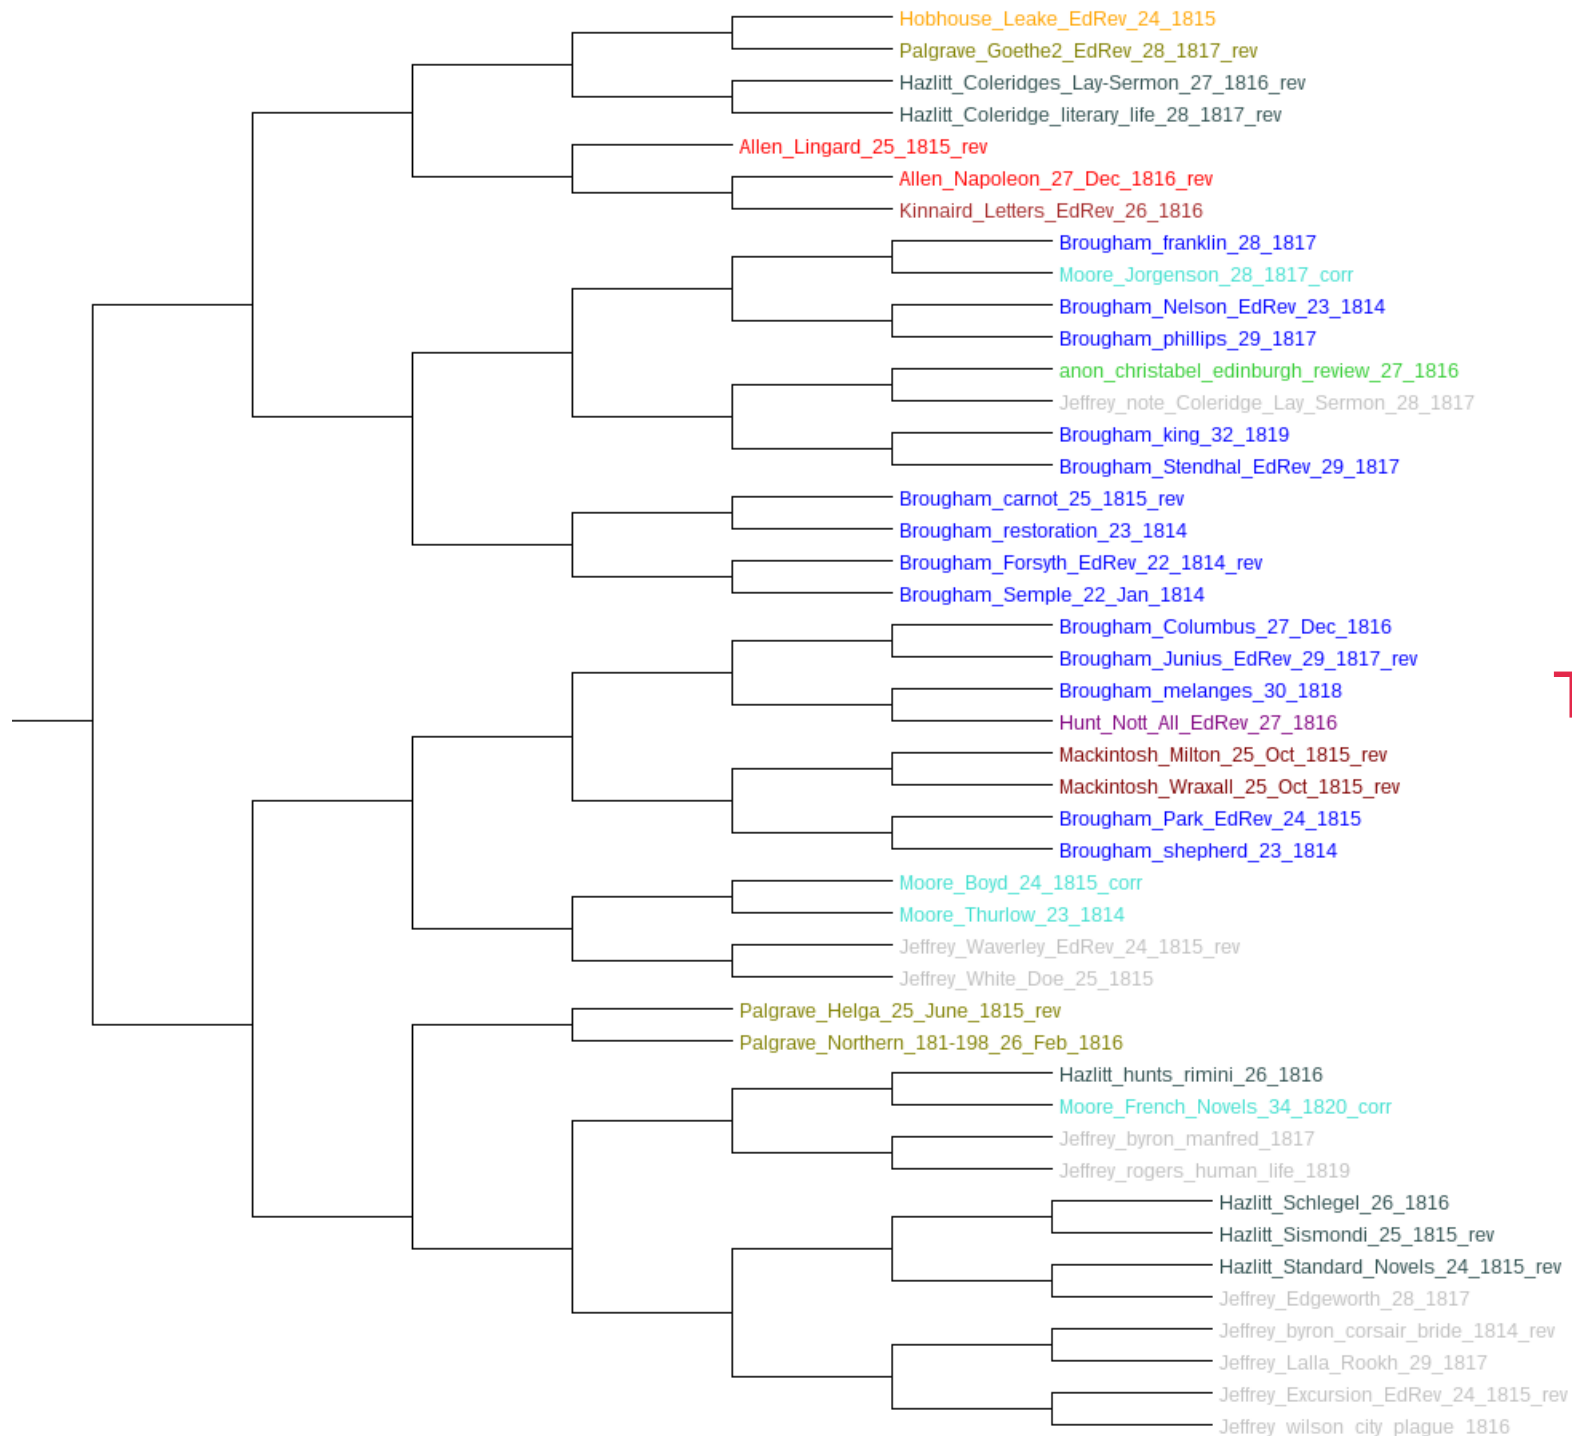 Hobhouse_Leake_EdRev_24_1815
Palgrave_Goethe2_EdRev_28_1817_rev
Hazlitt_Coleridges_Lay-Sermon_27_1816_rev
Hazlitt_Coleridge_literary_life_28_1817_rev
Allen_Lingard_25_1815_rev
Allen_Napoleon_27_Dec_1816_rev
Kinnaird_Letters_EdRev_26_1816
Brougham_franklin_28_1817
Moore_Jorgenson_28_1817_corr
Brougham_Nelson_EdRev_23_1814
Brougham_phillips_29_1817
anon_christabel_edinburgh_review_27_1816
Jeffrey_note_Coleridge_Lay_Sermon_28_1817
Brougham_king_32_1819
Brougham_Stendhal_EdRev_29_1817
Brougham_carnot_25_1815_rev
Brougham_restoration_23_1814
Brougham_Forsyth_EdRev_22_1814_rev
Brougham_Semple_22_Jan_1814
Brougham_Columbus_27_Dec_1816
Brougham_Junius_EdRev_29_1817_rev
Brougham_melanges_30_1818
Hunt_Nott_All_EdRev_27_1816
Mackintosh_Milton_25_Oct_1815_rev
Mackintosh_Wraxall_25_Oct_1815_rev
Brougham_Park_EdRev_24_1815
Brougham_shepherd_23_1814
Moore_Boyd_24_1815_corr
Moore_Thurlow_23_1814
Jeffrey_Waverley_EdRev_24_1815_rev
Jeffrey_White_Doe_25_1815
Palgrave_Helga_25_June_1815_rev
Palgrave_Northern_181-198_26_Feb_1816
Hazlitt_hunts_rimini_26_1816
Moore_French_Novels_34_1820_corr
Jeffrey_byron_manfred_1817
Jeffrey_rogers_human_life_1819
Hazlitt_Schlegel_26_1816
Hazlitt_Sismondi_25_1815_rev
Hazlitt_Standard_Novels_24_1815_rev
Jeffrey_Edgeworth_28_1817
Jeffrey_byron_corsair_bride_1814_rev
Jeffrey_Lalla_Rookh_29_1817
Jeffrey_Excursion_EdRev_24_1815_rev
Jeffrey_wilson_city_plague_1816